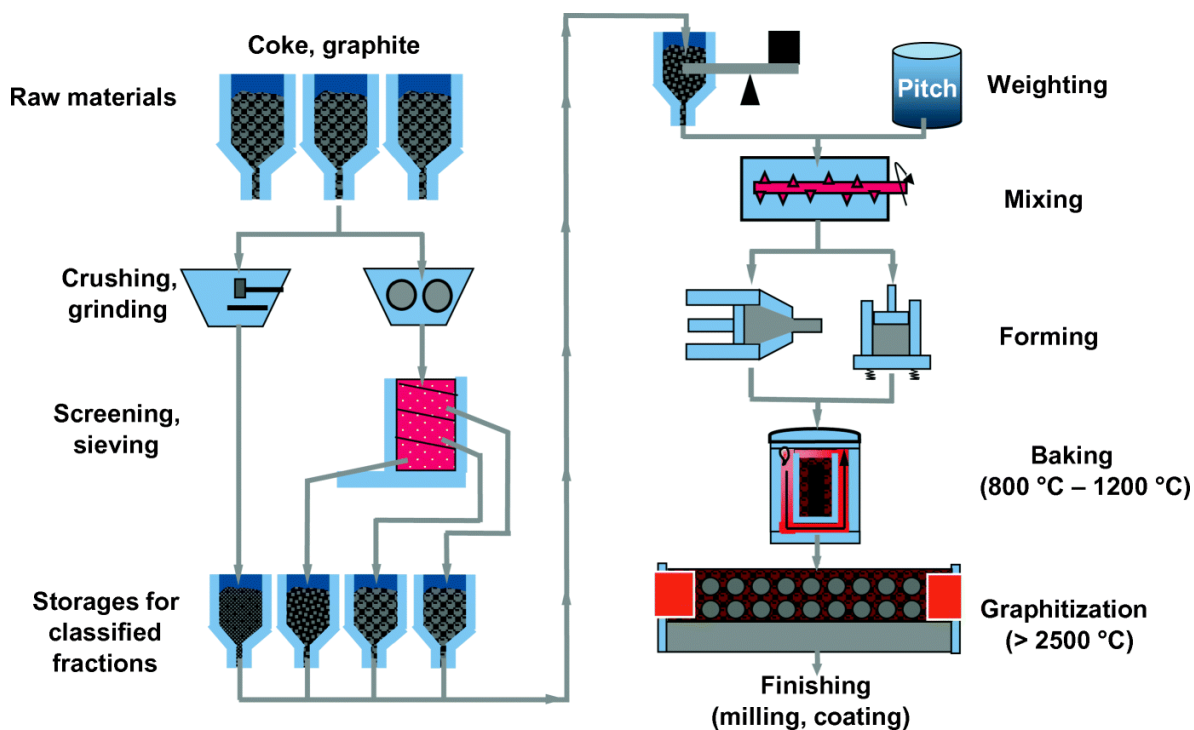 Coke, graphite
Raw materials
Crushing,
grinding
Screening,
sieving
Storages for
classified
fractions
Pitch
Weighting
Mixing
Forming
Baking
(800 °C – 1200 °C)
Graphitization
(> 2500 °C)
Finishing
(milling, coating)